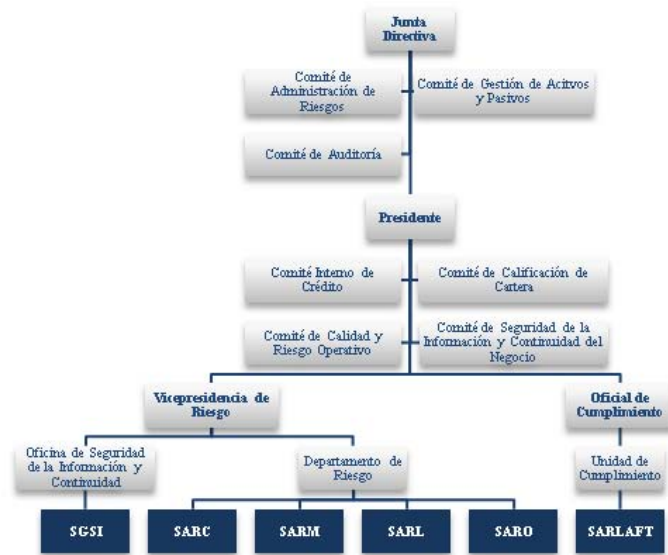 Junta
Directiva
Comité de
Administración de
Riesgos
Comité de Gestión de Acitvos
y Pasivos
Comité de Auditoría
Presidente
Comité Interno de
Crédito
Comité de Calificación de
Cartera
Comité de Calidad y
Riesgo Operativo
Comité de Seguridad de la
Información y Continuidad del
Negocio
Vicepresidencia de
Riesgo
Oficial de
Cumplimiento
Oficina de Seguridad
de la Información y
Continuidad
Departamento de
Riesgo
Unidad de
Cumplimiento
SGSI
SARC
SARM
SARL
SARO
SARLAFT